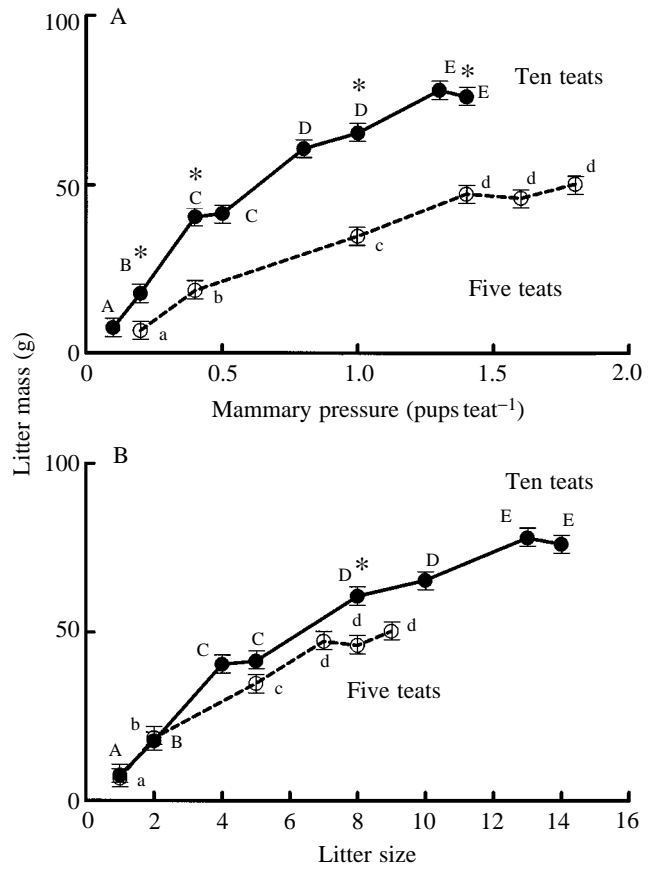 100
A
E
*
E
Ten teats
*
D
D
*
C
C
50
*
B
A
d
d
d
c
b
a
Five teats
0
0
0.5
1.0
1.5
2.0
Mammary pressure (pups teat⁻¹)
Litter mass (g)
100
B
Ten teats
E
E
*
D
D
C
C
50
d
d
d
c
Five teats
b
B
A
a
0
0 2 4 6 8 10 12 14 16
Litter size